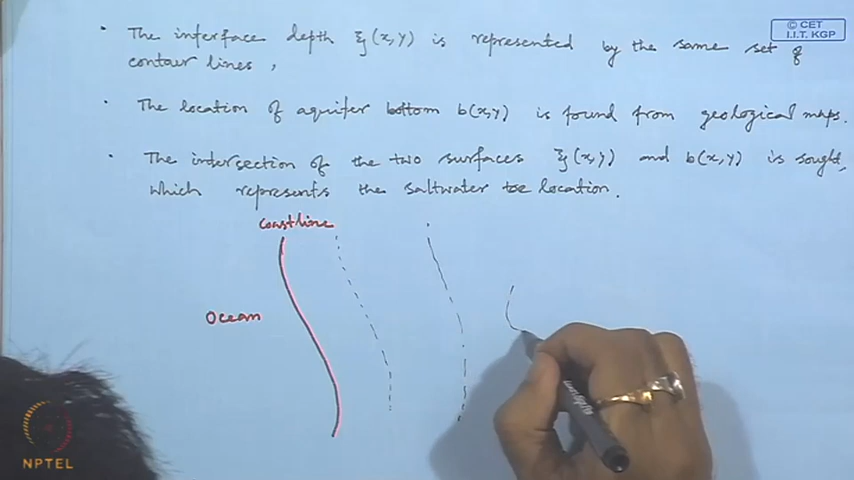 © CET
I.I.T. KGP
· The interface depth ξ(x,y) is represented by the same set of
contour lines,
· The location of aquifer bottom b(x,y) is found from geological maps.
· The intersection of the two surfaces ξ(x,y) and b(x,y) is sought,
which represents the saltwater toe location.
Coastline
Ocean
NPTEL